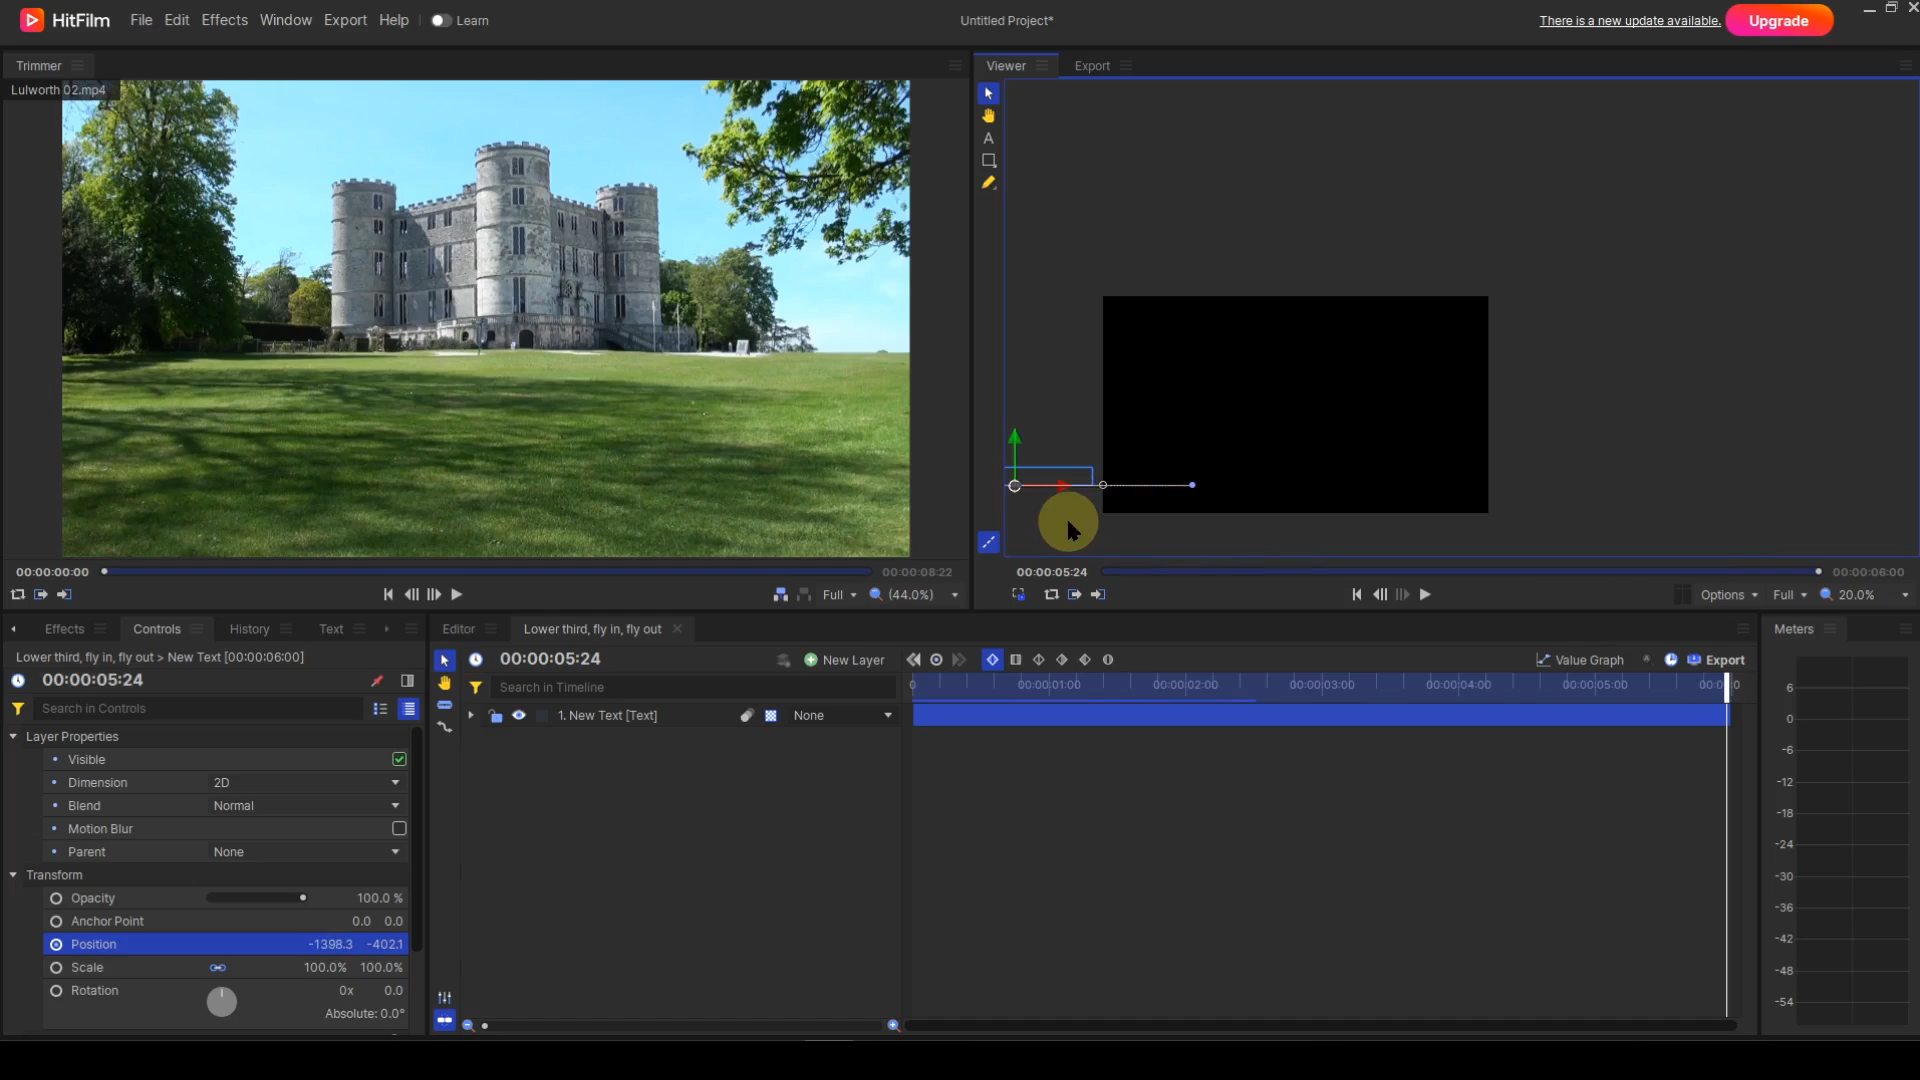 HitFilm File Edit Effects Window Export Help Learn Untitled Project* There is a new update available. Upgrade
Trimmer
Lulworth 02.mp4
00:00:00:00 00:00:08:22
Full (44.0%)
Viewer Export
A
00:00:05:24 00:00:06:00
Options Full 20.0%
Effects Controls History Text
Lower third, fly in, fly out > New Text [00:00:06:00]
00:00:05:24
Search in Controls
Layer Properties
Visible
Dimension 2D
Blend Normal
Motion Blur
Parent None
Transform
Opacity 100.0 %
Anchor Point 0.0 0.0
Position -1398.3 -402.1
Scale 100.0% 100.0%
Rotation 0x 0.0
Absolute: 0.0°
Editor Lower third, fly in, fly out
00:00:05:24 New Layer Value Graph Export
Search in Timeline 0 00:00:01:00 00:00:02:00 00:00:03:00 00:00:04:00 00:00:05:00
1. New Text [Text] None
Meters
6
0
-6
-12
-18
-24
-30
-36
-42
-48
-54